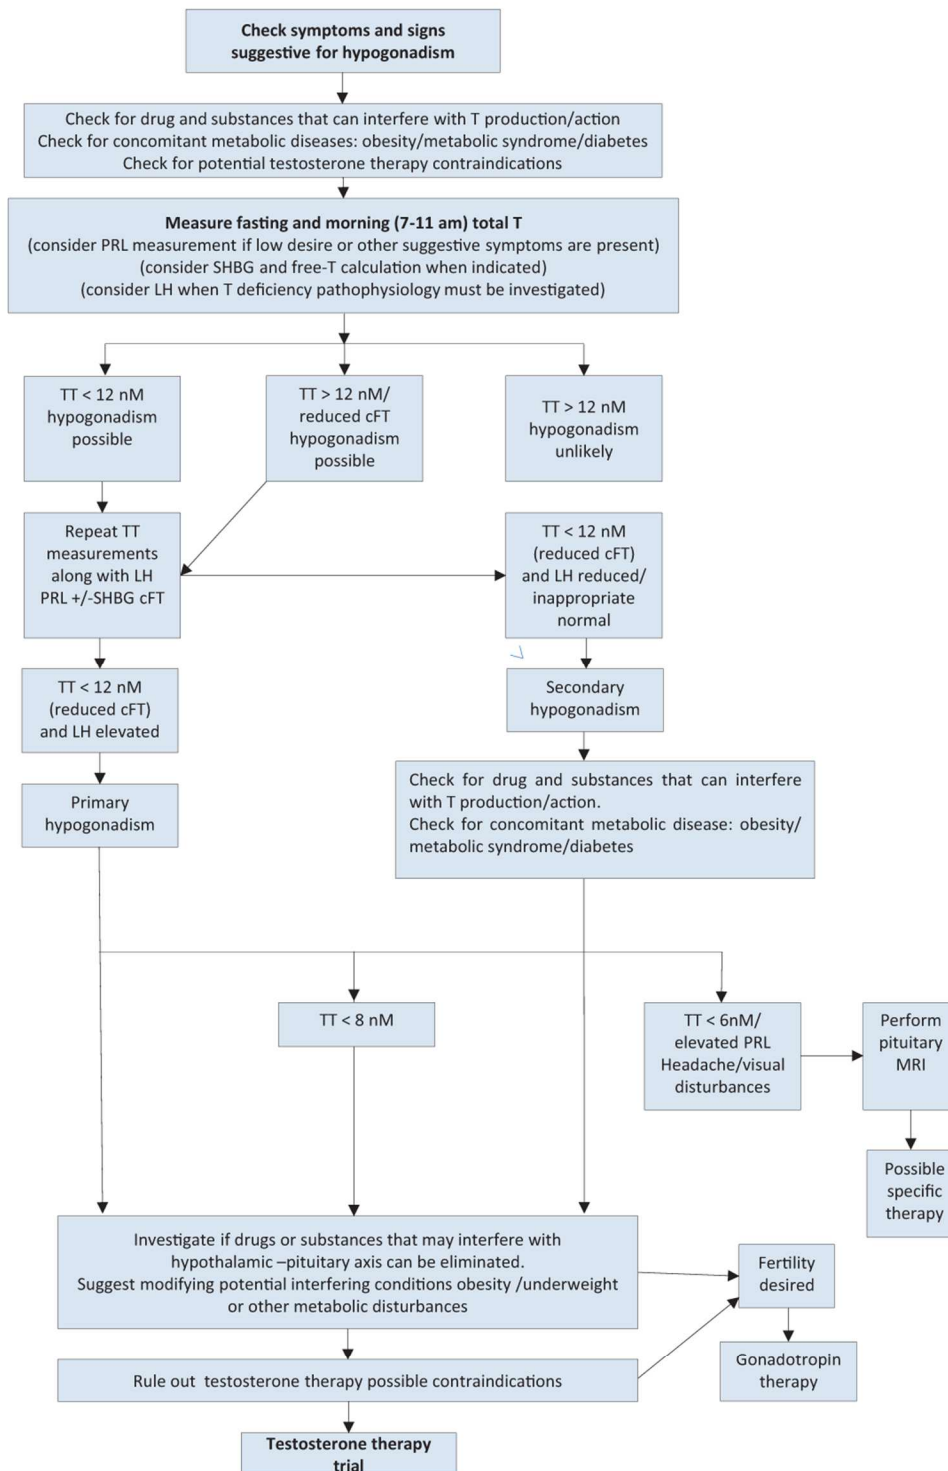 Check symptoms and signs
suggestive for hypogonadism
Check for drug and substances that can interfere with T production/action
Check for concomitant metabolic diseases: obesity/metabolic syndrome/diabetes
Check for potential testosterone therapy contraindications
Measure fasting and morning (7-11 am) total T
(consider PRL measurement if low desire or other suggestive symptoms are present)
(consider SHBG and free-T calculation when indicated)
(consider LH when T deficiency pathophysiology must be investigated)
TT < 12 nM
hypogonadism
possible
TT > 12 nM/
reduced cFT
hypogonadism
possible
TT > 12 nM
hypogonadism
unlikely
Repeat TT
measurements
along with LH
PRL +/-SHBG cFT
TT < 12 nM
(reduced cFT)
and LH reduced/
inappropriate
normal
TT < 12 nM
(reduced cFT)
and LH elevated
Secondary
hypogonadism
Primary
hypogonadism
Check for drug and substances that can interfere
with T production/action.
Check for concomitant metabolic disease: obesity/
metabolic syndrome/diabetes
TT < 8 nM
TT < 6nM/
elevated PRL
Headache/visual
disturbances
Perform
pituitary
MRI
Possible
specific
therapy
Investigate if drugs or substances that may interfere with
hypothalamic –pituitary axis can be eliminated.
Suggest modifying potential interfering conditions obesity /underweight
or other metabolic disturbances
Fertility
desired
Gonadotropin
therapy
Rule out testosterone therapy possible contraindications
Testosterone therapy
trial